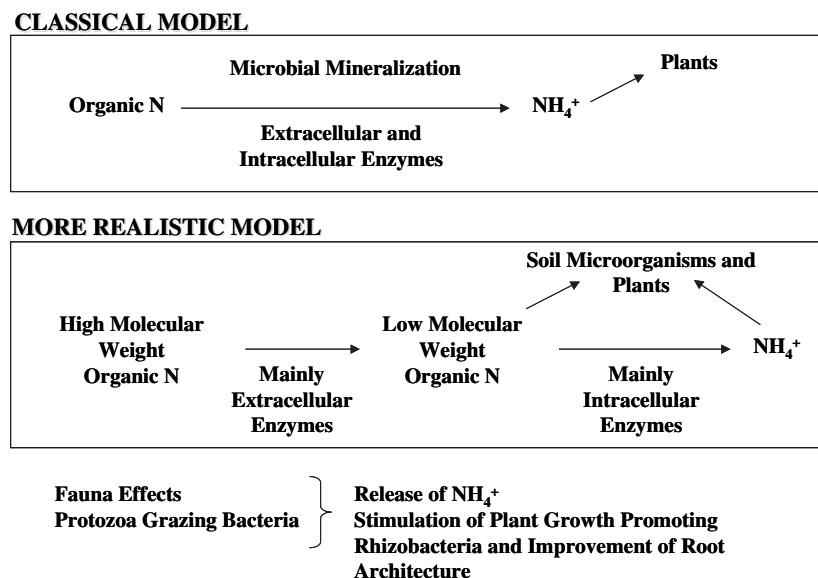 CLASSICAL MODEL
Microbial Mineralization
Plants
Organic N
NH₄⁺
Extracellular and
Intracellular Enzymes
MORE REALISTIC MODEL
Soil Microorganisms and
Plants
High Molecular
Weight
Organic N
Low Molecular
Weight
Organic N
NH₄⁺
Mainly
Extracellular
Enzymes
Mainly
Intracellular
Enzymes
Fauna Effects
Protozoa Grazing Bacteria
Release of NH₄⁺
Stimulation of Plant Growth Promoting
Rhizobacteria and Improvement of Root
Architecture